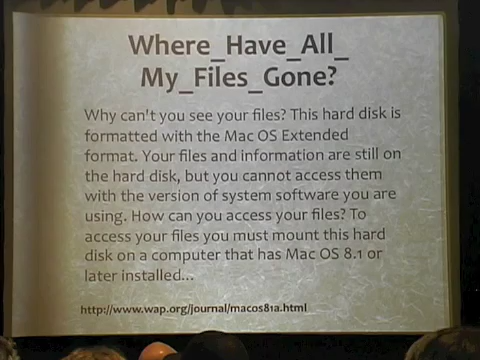 Where_Have_All_
My_Files_Gone?
Why can't you see your files? This hard disk is
formatted with the Mac OS Extended
format. Your files and information are still on
the hard disk, but you cannot access them
with the version of system software you are
using. How can you access your files? To
access your files you must mount this hard
disk on a computer that has Mac OS 8.1 or
later installed...
http://www.wap.org/journal/macos81a.html